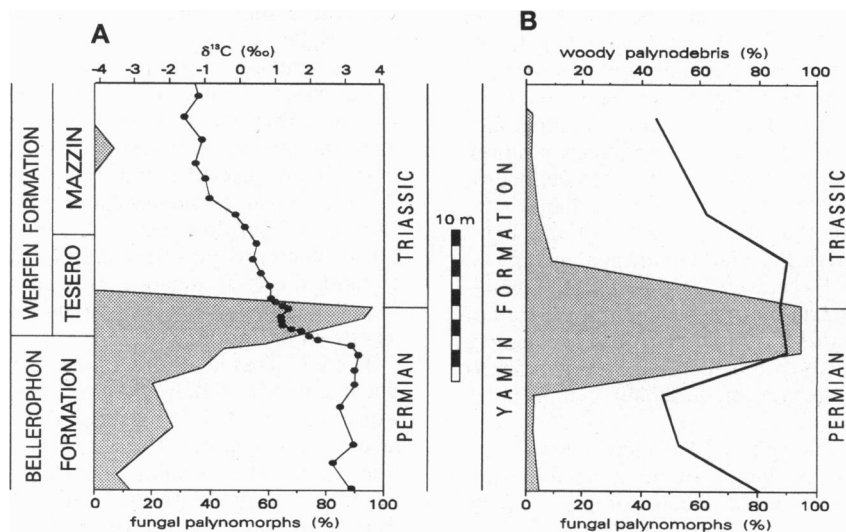 A
δ¹³C (‰)
-4 -3 -2 -1 0 1 2 3 4
WERFEN FORMATION
MAZZIN
TESERO
BELLEROPHON
FORMATION
TRIASSIC
PERMIAN
0 20 40 60 80 100
fungal palynomorphs (%)
10 m
B
woody palynodebris (%)
0 20 40 60 80 100
YAMIN FORMATION
TRIASSIC
PERMIAN
0 20 40 60 80 100
fungal palynomorphs (%)